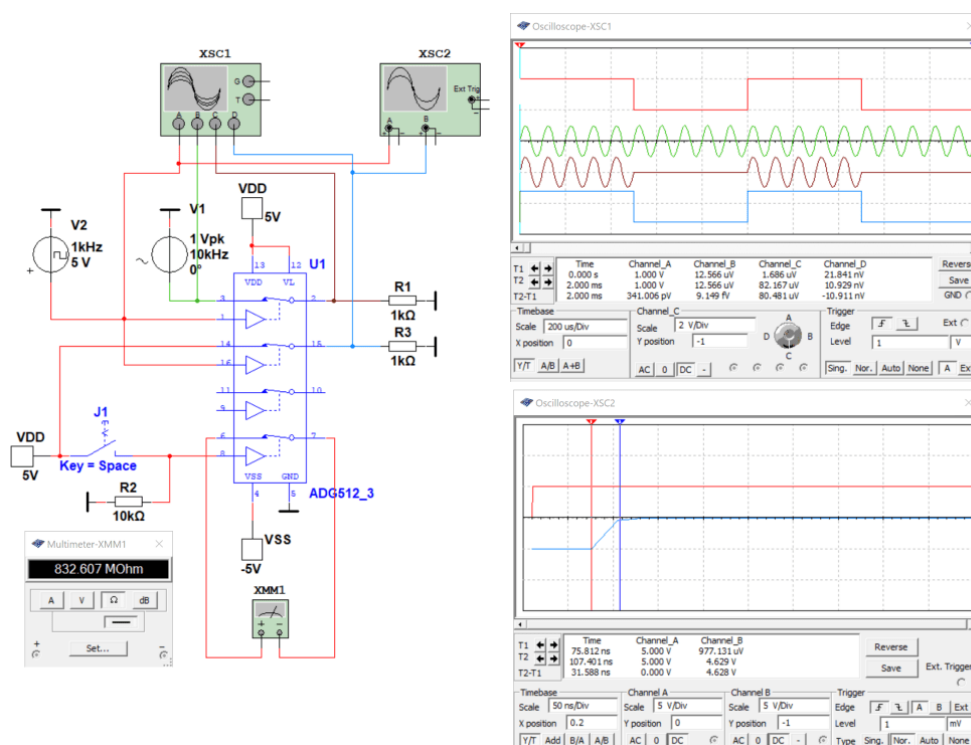 XSC1
G
T
A B C D
XSC2
Ext Trig
A B
V2
1kHz
5 V
V1
1 Vpk
10kHz
0°
VDD
5V
U1
13 12
VDD VL
3 2
1
14 15
16
11 10
9
6 7
8
VSS GND
4 5
ADG512_3
R1
1kΩ
R3
1kΩ
J1
Key = Space
VDD
5V
R2
10kΩ
VSS
-5V
XMM1
Multimeter-XMM1
832.607 MOhm
A V Ω dB
Set...
Oscilloscope-XSC1
Time Channel_A Channel_B Channel_C Channel_D
T1 0.000 s 1.000 V 12.566 uV 1.686 uV 21.841 nV
T2 2.000 ms 1.000 V 12.566 uV 82.167 uV 10.929 nV
T2-T1 2.000 ms 341.006 pV 9.149 fV 80.481 uV -10.911 nV
Revers
Save
GND
Timebase
Scale 200 us/Div
X position 0
Y/T A/B A+B
Channel_C
Scale 2 V/Div
Y position -1
AC 0 DC -
A
D B
C
Trigger
Edge Ext
Level 1 V
Sing. Nor. Auto None A Ext
Oscilloscope-XSC2
Time Channel_A Channel_B
T1 75.812 ns 5.000 V 977.131 uV
T2 107.401 ns 5.000 V 4.629 V
T2-T1 31.588 ns 0.000 V 4.628 V
Reverse
Save
Ext. Trigger
Timebase
Scale 50 ns/Div
X position 0.2
Y/T Add B/A A/B
Channel A
Scale 5 V/Div
Y position 0
AC 0 DC
Channel B
Scale 5 V/Div
Y position -1
AC 0 DC -
Trigger
Edge A B Ext
Level 1 mV
Type Sing. Nor. Auto None